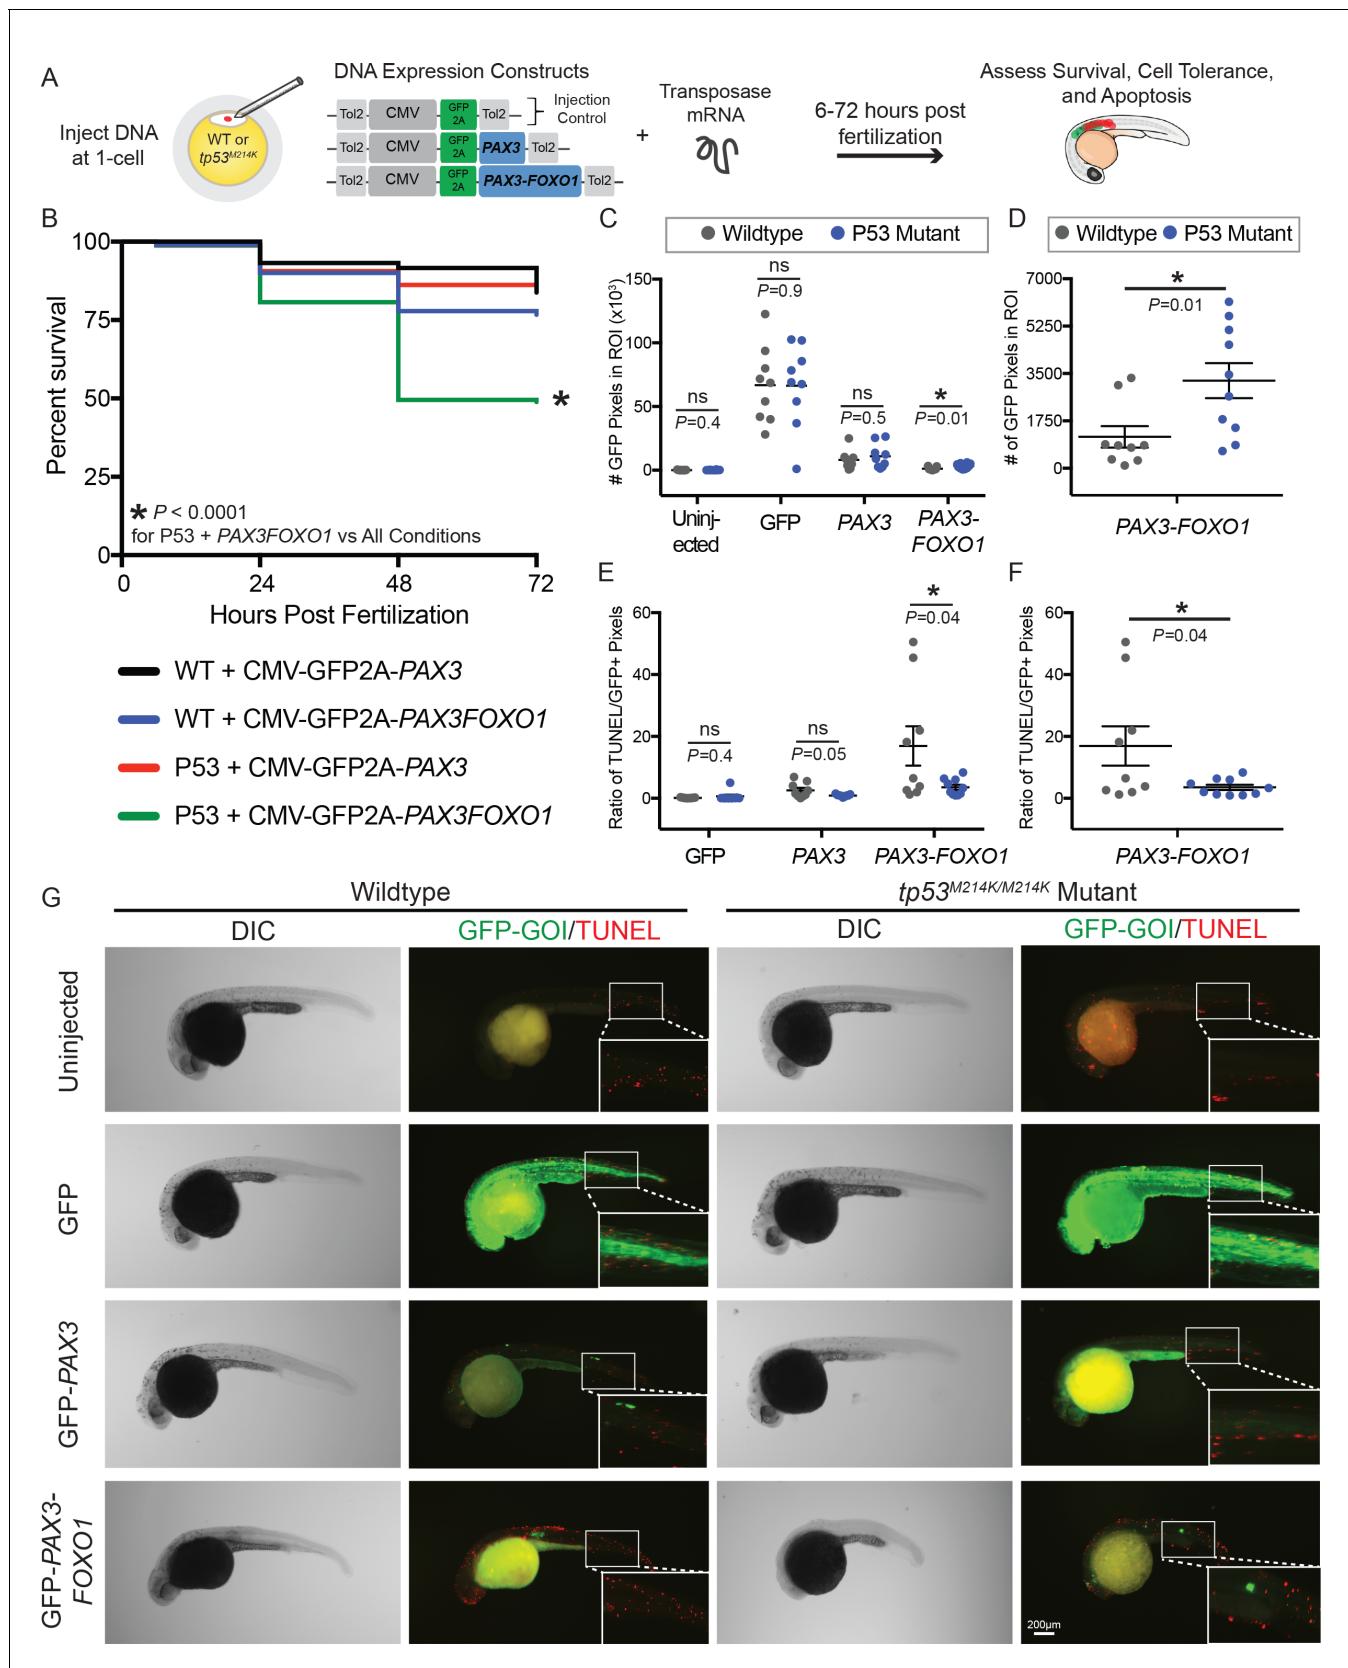 A
Inject DNA
at 1-cell
WT or
tp53M214K
DNA Expression Constructs
Tol2 CMV GFP 2A Tol2
Injection
Control
Tol2 CMV GFP 2A PAX3 Tol2
Tol2 CMV GFP 2A PAX3-FOXO1 Tol2
+
Transposase
mRNA
6-72 hours post
fertilization
Assess Survival, Cell Tolerance,
and Apoptosis
B
Percent survival
100
75
50
25
0
*
* P < 0.0001
for P53 + PAX3FOXO1 vs All Conditions
0 24 48 72
Hours Post Fertilization
WT + CMV-GFP2A-PAX3
WT + CMV-GFP2A-PAX3FOXO1
P53 + CMV-GFP2A-PAX3
P53 + CMV-GFP2A-PAX3FOXO1
C
Wildtype P53 Mutant
# GFP Pixels in ROI (x10³)
150
100
50
0
ns
P=0.4
ns
P=0.9
ns
P=0.5
*
P=0.01
Uninj-
ected
GFP
PAX3
PAX3-
FOXO1
D
Wildtype P53 Mutant
# of GFP Pixels in ROI
7000
5250
3500
1750
0
*
P=0.01
PAX3-FOXO1
E
Ratio of TUNEL/GFP+ Pixels
60
40
20
0
ns
P=0.4
ns
P=0.05
*
P=0.04
GFP PAX3 PAX3-FOXO1
F
Ratio of TUNEL/GFP+ Pixels
60
40
20
0
*
P=0.04
PAX3-FOXO1
G
Wildtype tp53M214K/M214K Mutant
DIC GFP-GOI/TUNEL DIC GFP-GOI/TUNEL
Uninjected
GFP
GFP-PAX3
GFP-PAX3-
FOXO1
200µm